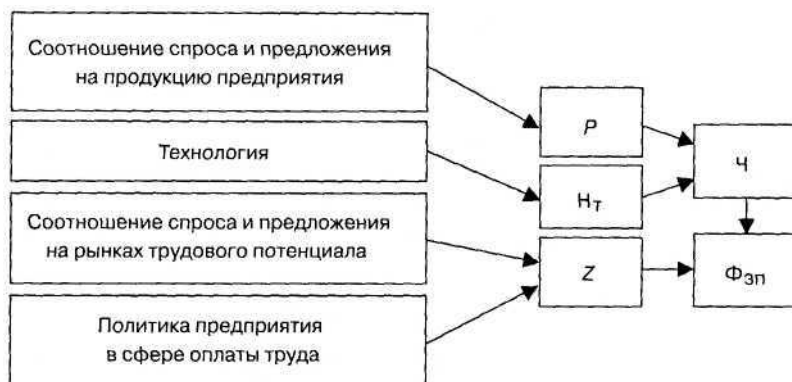 Соотношение спроса и предложения
на продукцию предприятия
Технология
Соотношение спроса и предложения
на рынках трудового потенциала
Политика предприятия
в сфере оплаты труда
P
Нт
Z
Ч
Фзп